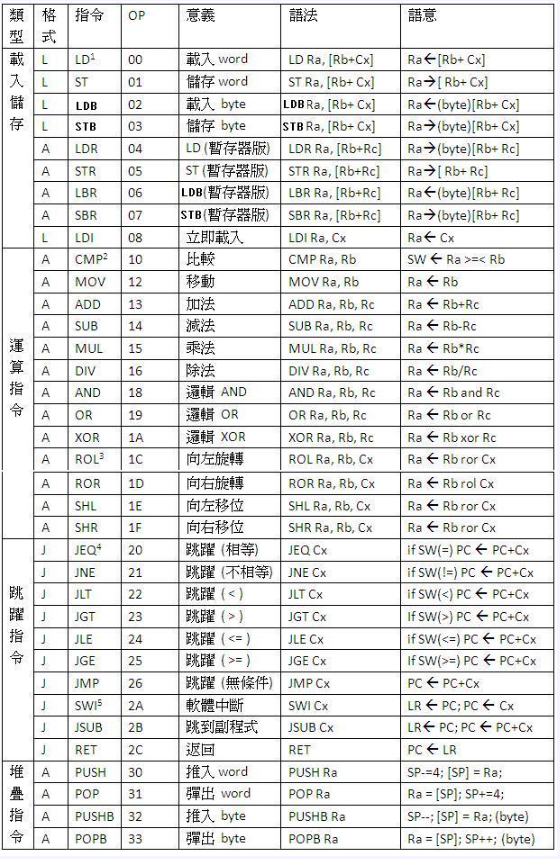 類型 格式 指令 OP 意義 語法 語意
載入儲存
L LD1 00 載入 word LD Ra, [Rb+Cx] Ra←[Rb+ Cx]
L ST 01 儲存 word ST Ra, [Rb+Cx] Ra→[ Rb+ Cx]
L LDB 02 載入 byte LDB Ra, [Rb+Cx] Ra←(byte)[Rb+ Cx]
L STB 03 儲存 byte STB Ra, [Rb+Cx] Ra→(byte)[Rb+ Cx]
A LDR 04 LD (暫存器版) LDR Ra, [Rb+Rc] Ra→(byte)[Rb+ Rc]
A STR 05 ST (暫存器版) STR Ra, [Rb+Rc] Ra→[ Rb+ Rc]
A LBR 06 LDB(暫存器版) LBR Ra, [Rb+Rc] Ra←(byte)[Rb+ Rc]
A SBR 07 STB(暫存器版) SBR Ra, [Rb+Rc] Ra→(byte)[Rb+ Rc]
L LDI 08 立即載入 LDI Ra, Cx Ra← Cx
運算指令
A CMP2 10 比較 CMP Ra, Rb SW ← Ra >=< Rb
A MOV 12 移動 MOV Ra, Rb Ra ← Rb
A ADD 13 加法 ADD Ra, Rb, Rc Ra ← Rb+Rc
A SUB 14 減法 SUB Ra, Rb, Rc Ra ← Rb-Rc
A MUL 15 乘法 MUL Ra, Rb, Rc Ra ← Rb*Rc
A DIV 16 除法 DIV Ra, Rb, Rc Ra ← Rb/Rc
A AND 18 邏輯 AND AND Ra, Rb, Rc Ra ← Rb and Rc
A OR 19 邏輯 OR OR Ra, Rb, Rc Ra ← Rb or Rc
A XOR 1A 邏輯 XOR XOR Ra, Rb, Rc Ra ← Rb xor Rc
A ROL3 1C 向左旋轉 ROL Ra, Rb, Cx Ra ← Rb ror Cx
A ROR 1D 向右旋轉 ROR Ra, Rb, Cx Ra ← Rb rol Cx
A SHL 1E 向左移位 SHL Ra, Rb, Cx Ra ← Rb ror Cx
A SHR 1F 向右移位 SHR Ra, Rb, Cx Ra ← Rb ror Cx
跳躍指令
J JEQ4 20 跳躍 (相等) JEQ Cx if SW(=) PC ← PC+Cx
J JNE 21 跳躍 (不相等) JNE Cx if SW(!=) PC ← PC+Cx
J JLT 22 跳躍 ( < ) JLT Cx if SW(<) PC ← PC+Cx
J JGT 23 跳躍 ( > ) JGT Cx if SW(>) PC ← PC+Cx
J JLE 24 跳躍 ( <= ) JLE Cx if SW(<=) PC ← PC+Cx
J JGE 25 跳躍 ( >= ) JGE Cx If SW(>=) PC ← PC+Cx
J JMP 26 跳躍 (無條件) JMP Cx PC ← PC+Cx
J SWI5 2A 軟體中斷 SWI Cx LR ← PC; PC ← Cx
J JSUB 2B 跳到副程式 JSUB Cx LR← PC; PC ← PC+Cx
J RET 2C 返回 RET PC ← LR
堆疊指令
A PUSH 30 推入 word PUSH Ra SP-=4; [SP] = Ra;
A POP 31 彈出 word POP Ra Ra = [SP]; SP+=4;
A PUSHB 32 推入 byte PUSHB Ra SP--; [SP] = Ra; (byte)
A POPB 33 彈出 byte POPB Ra Ra = [SP]; SP++; (byte)